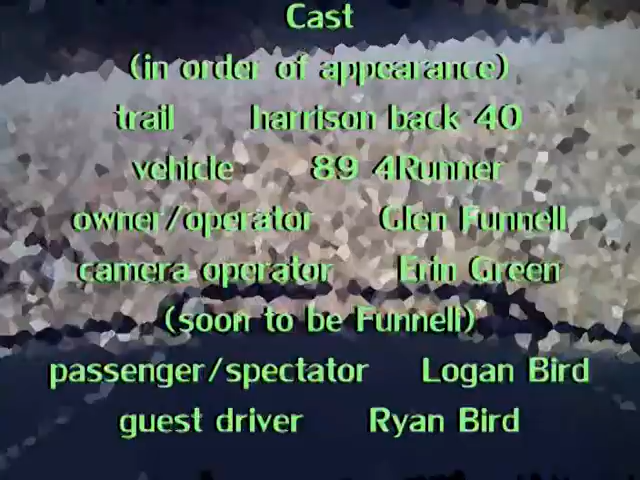 Cast
(in order of appearance)
trail harrison back 40
vehicle 89 4Runner
owner/operator Glen Funnell
camera operator Erin Green
(soon to be Funnell)
passenger/spectator Logan Bird
guest driver Ryan Bird